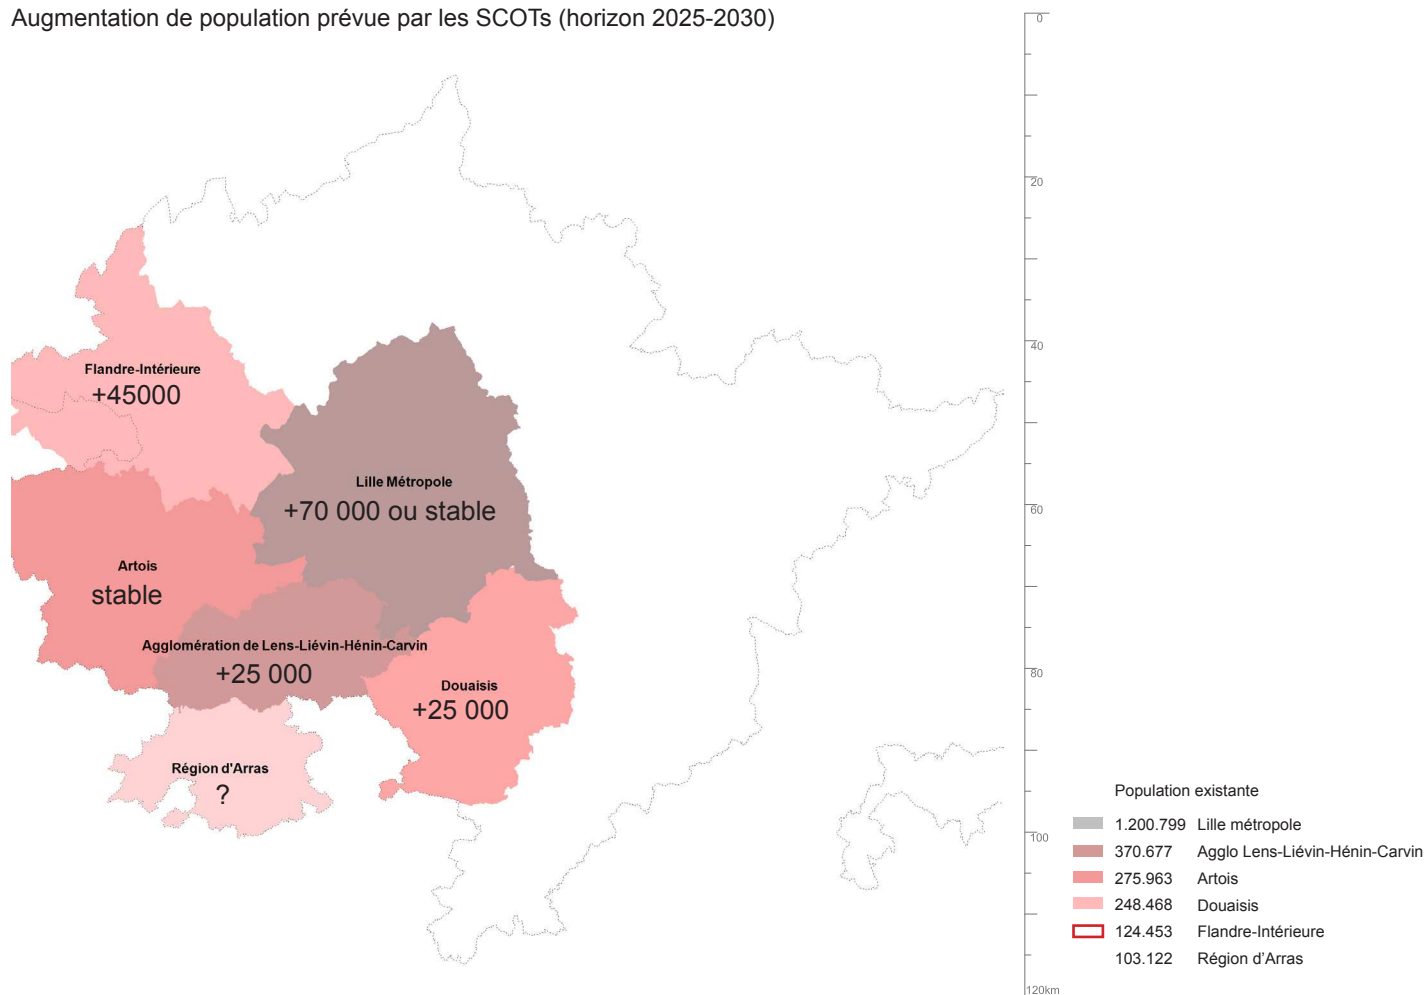 Augmentation de population prévue par les SCOTs (horizon 2025-2030)
0
20
40
60
80
100
120km
Flandre-Intérieure
+45000
Lille Métropole
+70 000 ou stable
Artois
stable
Agglomération de Lens-Liévin-Hénin-Carvin
+25 000
Douaisis
+25 000
Région d'Arras
?
Population existante
1.200.799 Lille métropole
370.677 Agglo Lens-Liévin-Hénin-Carvin
275.963 Artois
248.468 Douaisis
124.453 Flandre-Intérieure
103.122 Région d'Arras